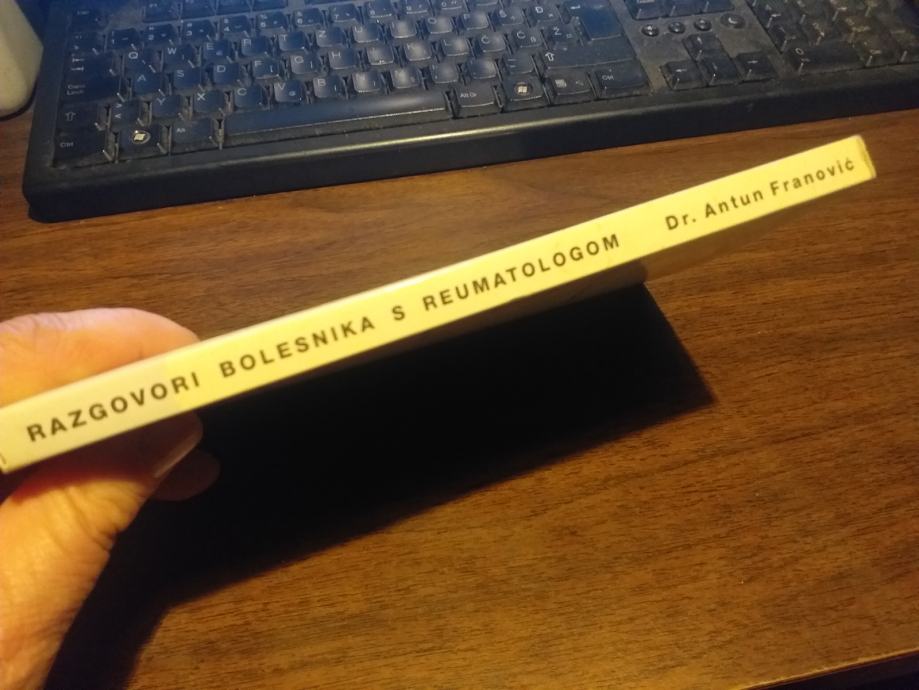 RAZGOVORI BOLESNIKA S REUMATOLOGOM Dr. Antun Franović